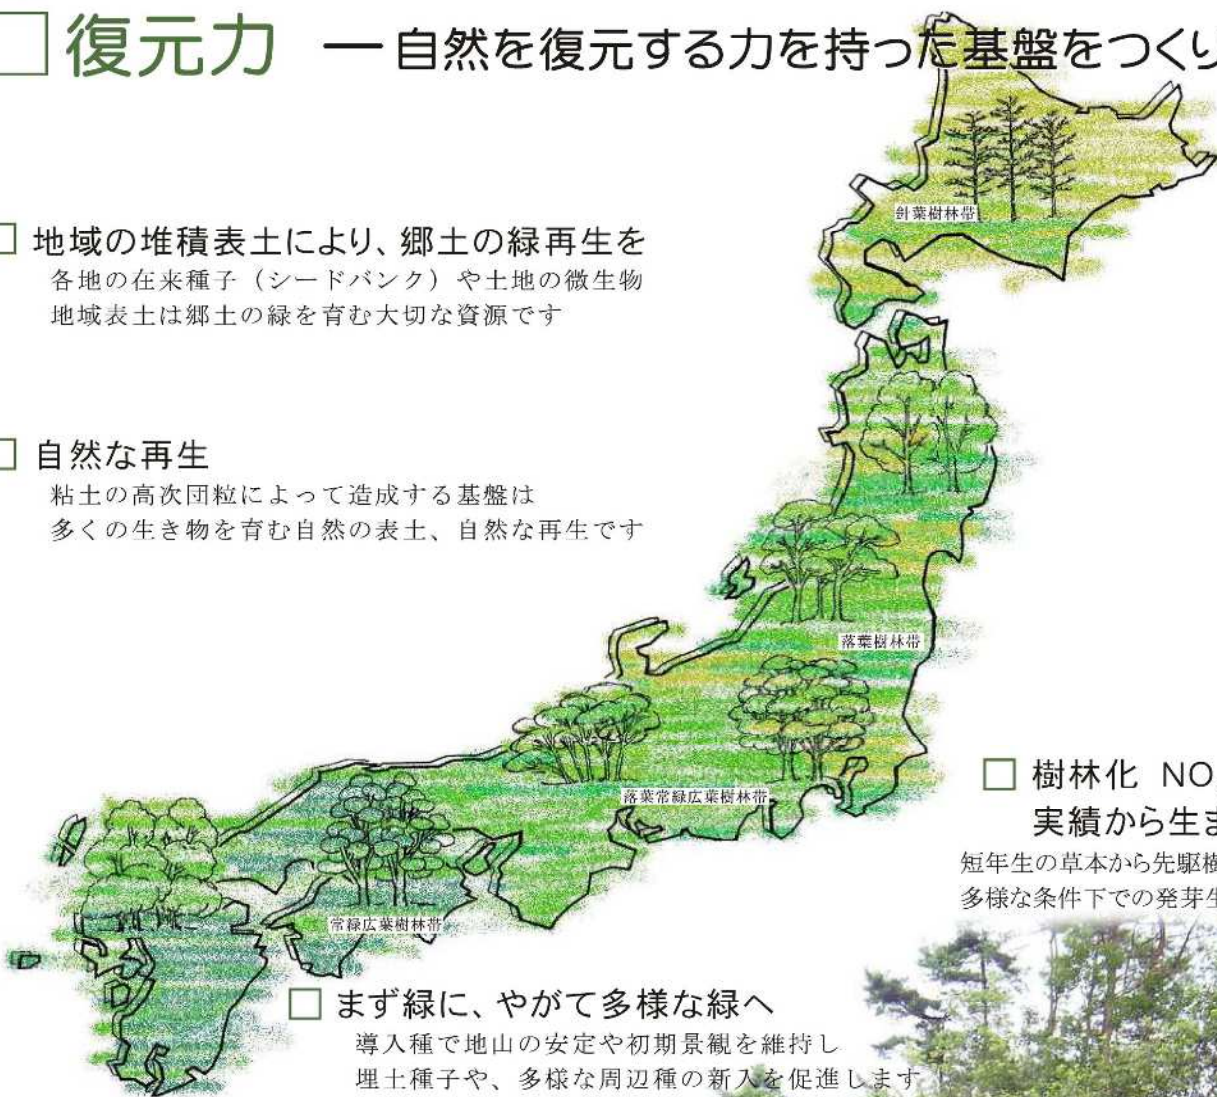 復元力 ― 自然を復元する力を持った基盤をつくり
地域の堆積表土により、郷土の緑再生を
各地の在来種子（シードバンク）や土地の微生物
地域表土は郷土の緑を育む大切な資源です
自然な再生
粘土の高次団粒によって造成する基盤は
多くの生き物を育む自然の表土、自然な再生です
針葉樹林帯
落葉樹林帯
落葉常緑広葉樹林帯
常緑広葉樹林帯
樹林化 NO
実績から生ま
短年生の草本から先駆樹
多様な条件下での発芽生
まず緑に、やがて多様な緑へ
導入種で地山の安定や初期景観を維持し
埋土種子や、多様な周辺種の新入を促進します